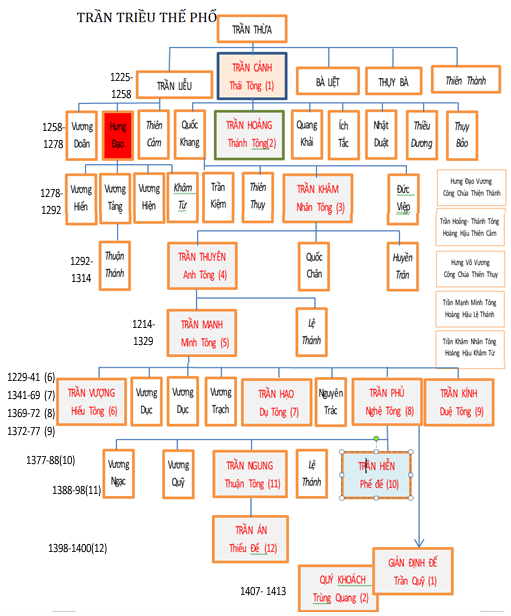 TRẦN TRIỀU THẾ PHỔ
TRẦN THỪA
1225-
1258
TRẦN LIỄU
TRẦN CẢNH
Thái Tông (1)
BÀ LIỆT
THỤY BÀ
Thiên Thành
1258-
1278
Vương
Doãn
Hưng
Đạo
Thiên
Cảm
Quốc
Khang
TRẦN HOẢNG
Thánh Tông(2)
Quang
Khải
Ích
Tắc
Nhật
Duật
Thiều
Dương
Thụy
Bảo
1278-
1292
Vương
Hiến
Vương
Tảng
Vương
Hiện
Khâm
Từ
Trần
Kiệm
Thiên
Thụy
TRẦN KHÂM
Nhân Tông (3)
Đức
Việp
Hưng Đạo Vương
Công Chúa Thiện Thành
1292-
1314
Thuận
Thánh
TRẦN THUYÊN
Anh Tông (4)
Quốc
Chân
Huyền
Trân
Trần Hoảng- Thánh Tông
Hoàng Hậu Thiên Cảm
Hưng Võ Vương
Công Chúa Thiên Thụy
1214-
1329
TRẦN MẠNH
Minh Tông (5)
Lệ
Thánh
Trần Mạnh Minh Tông
Hoàng Hậu Lệ Thánh
Trần Khâm Nhân Tông
Hoàng Hậu Khâm Từ
1229-41 (6)
1341-69 (7)
1369-72 (8)
1372-77 (9)
TRẦN VƯỢNG
Hiếu Tông (6)
Vương
Dục
Vương
Dục
Vương
Trạch
TRẦN HẠO
Dụ Tông (7)
Nguyên
Trác
TRẦN PHỦ
Nghệ Tông (8)
TRẦN KÍNH
Duệ Tông (9)
1377-88(10)
1388-98(11)
Vương
Ngạc
Vương
Quỹ
TRẦN NGUNG
Thuận Tông (11)
Lệ
Thánh
TRẦN HIỄN
Phế đế (10)
1398-1400(12)
TRẦN ÁN
Thiếu Đế (12)
1407- 1413
QUÝ KHOÁCH
Trùng Quang (2)
GIẢN ĐỊNH ĐẾ
Trần Quỹ (1)